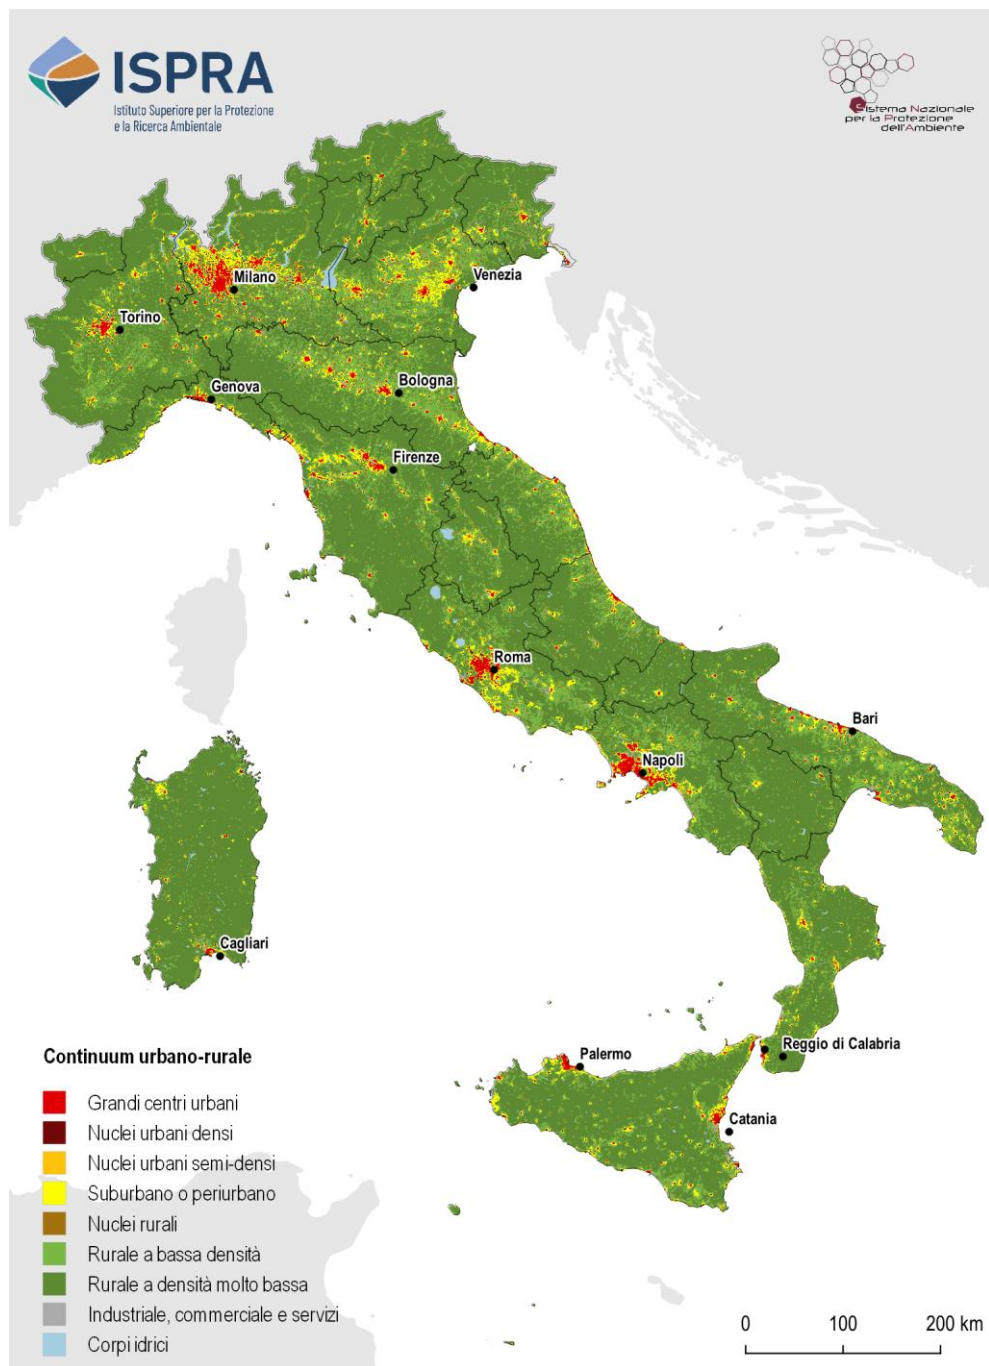 ISPRA
Istituto Superiore per la Protezione
e la Ricerca Ambientale
Sistema Nazionale
per la Protezione
dell'Ambiente
Milano
Venezia
Torino
Bologna
Genova
Firenze
Roma
Bari
Napoli
Cagliari
Reggio di Calabria
Palermo
Catania
Continuum urbano-rurale
Grandi centri urbani
Nuclei urbani densi
Nuclei urbani semi-densi
Suburbano o periurbano
Nuclei rurali
Rurale a bassa densità
Rurale a densità molto bassa
Industriale, commerciale e servizi
Corpi idrici
0 100 200 km